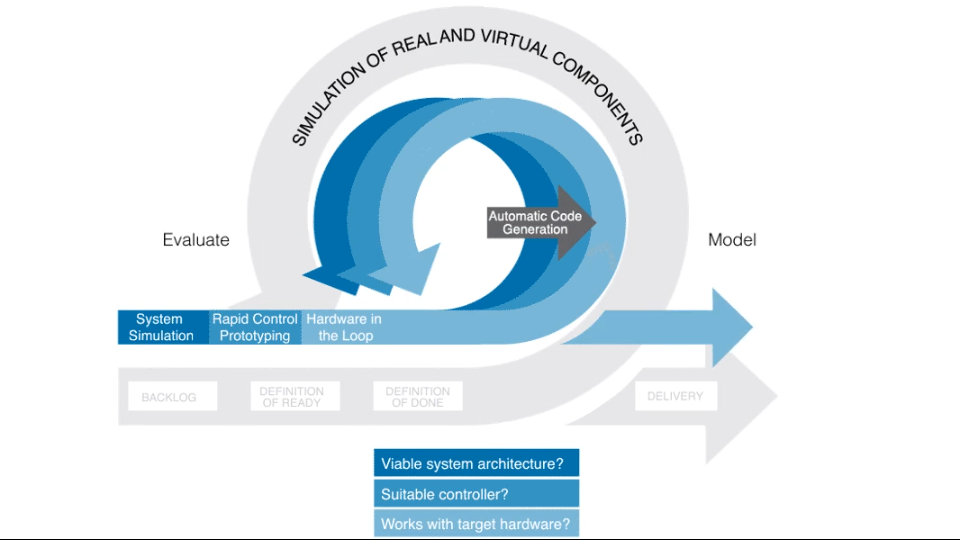 SIMULATION OF REAL AND VIRTUAL COMPONENTS
Automatic Code
Generation
Evaluate
Model
System
Simulation
Rapid Control
Prototyping
Hardware in
the Loop
BACKLOG
DEFINITION
OF READY
DEFINITION
OF DONE
DELIVERY
Viable system architecture?
Suitable controller?
Works with target hardware?